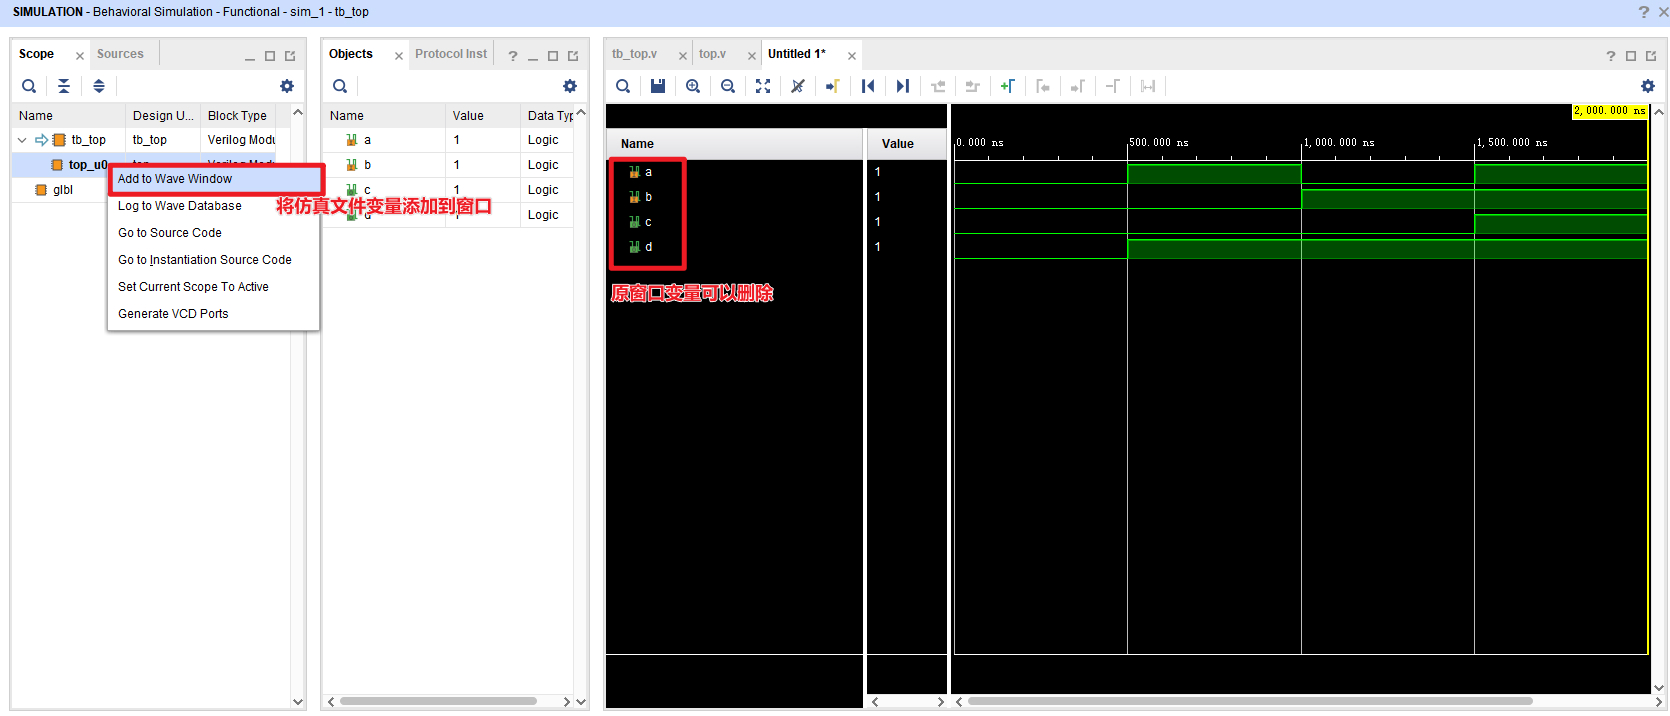 SIMULATION - Behavioral Simulation - Functional - sim_1 - tb_top
Scope
Sources
Name
Design U...
Block Type
tb_top
tb_top
Verilog Modu
top_u0
glbl
Add to Wave Window
Log to Wave Database
Go to Source Code
Go to Instantiation Source Code
Set Current Scope To Active
Generate VCD Ports
将仿真文件变量添加到窗口
Objects
Protocol Inst
Name
Value
Data Typ
a
1
Logic
b
1
Logic
c
1
Logic
d
1
Logic
tb_top.v
top.v
Untitled 1*
Name
Value
a
1
b
1
c
1
d
1
原窗口变量可以删除
2,000.000 ns
0.000 ns
500.000 ns
1,000.000 ns
1,500.000 ns